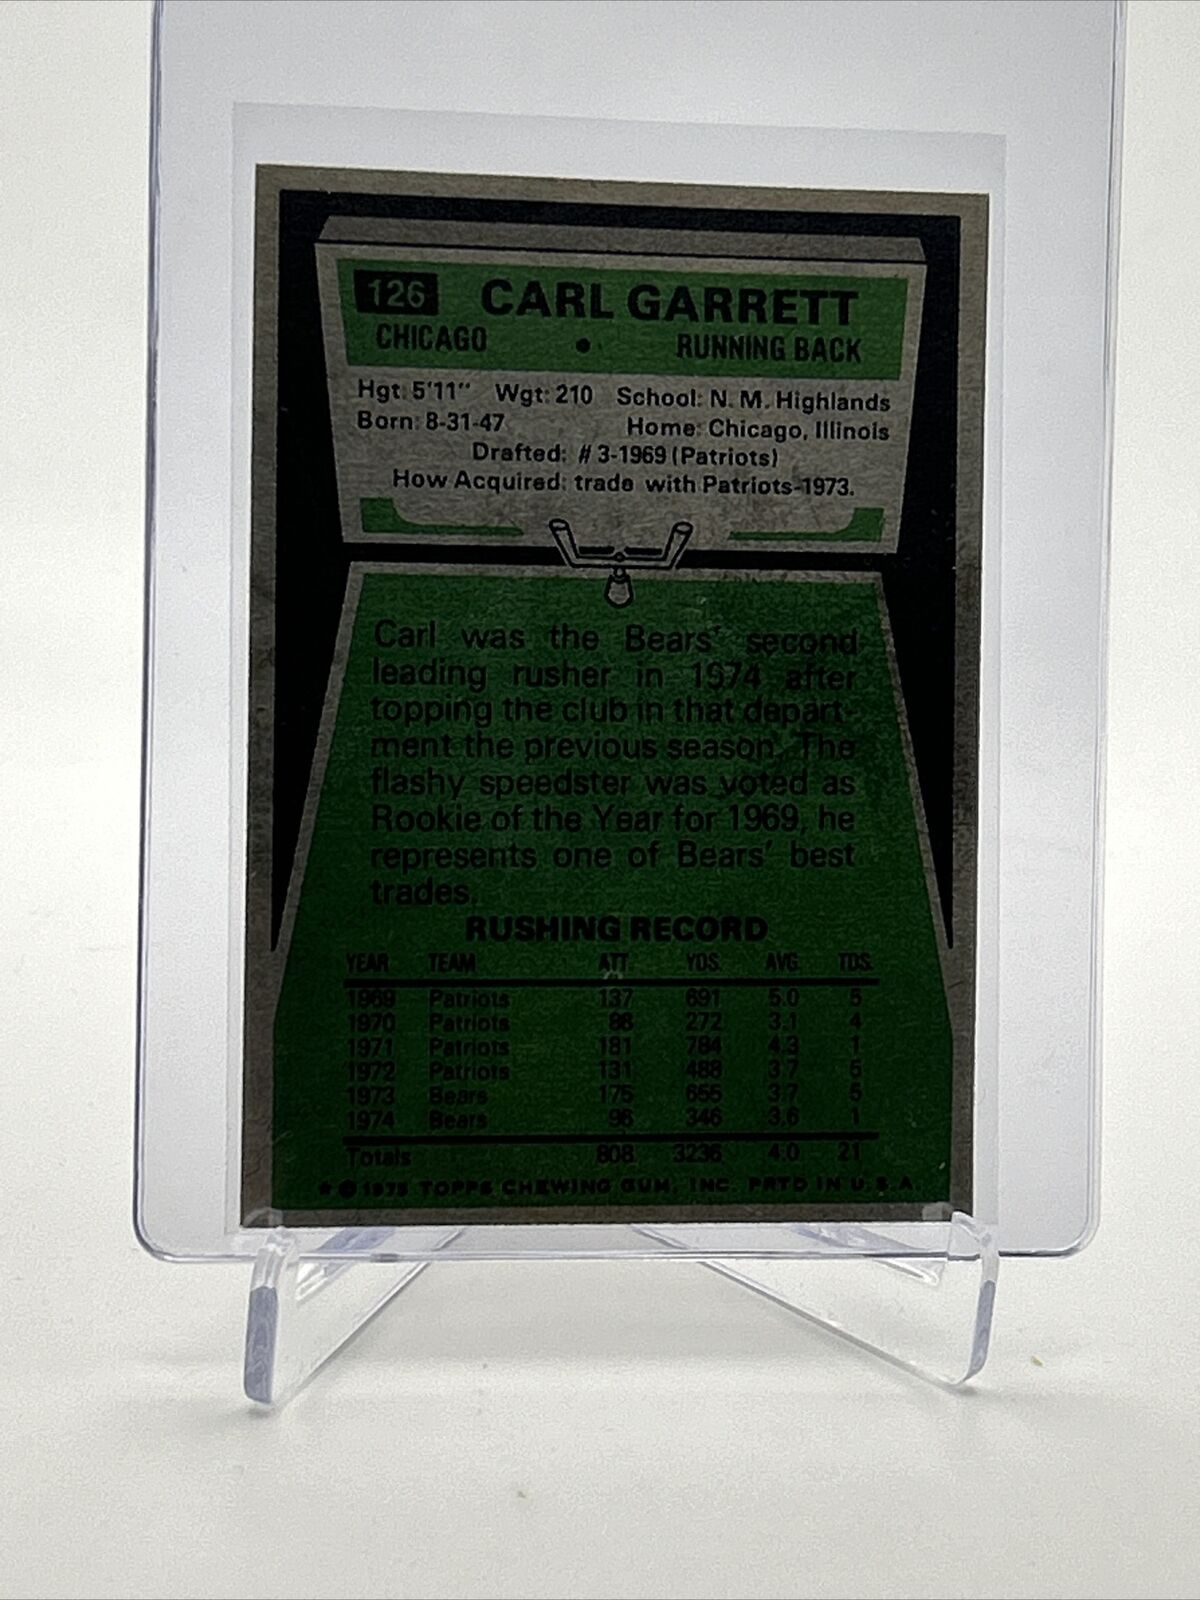 126 CARL GARRETT
CHICAGO • RUNNING BACK
Hgt: 5'11" Wgt: 210 School: N. M. Highlands
Born: 8-31-47 Home: Chicago, Illinois
Drafted: # 3-1969 (Patriots)
How Acquired: trade with Patriots-1973.
Carl was the Bears' second
leading rusher in 1974 after
topping the club in that depart-
ment the previous season. The
flashy speedster was voted as
Rookie of the Year for 1969, he
represents one of Bears' best
trades.
RUSHING RECORD
YEAR TEAM ATT. YDS. AVG. TDS.
1969 Patriots 137 691 5.0 5
1970 Patriots 88 272 3.1 4
1971 Patriots 181 784 4.3 1
1972 Patriots 131 488 3.7 5
1973 Bears 175 655 3.7 5
1974 Bears 96 346 3.6 1
Totals 808 3236 4.0 21
* © 1975 TOPPS CHEWING GUM, INC. PRTD IN U.S.A.